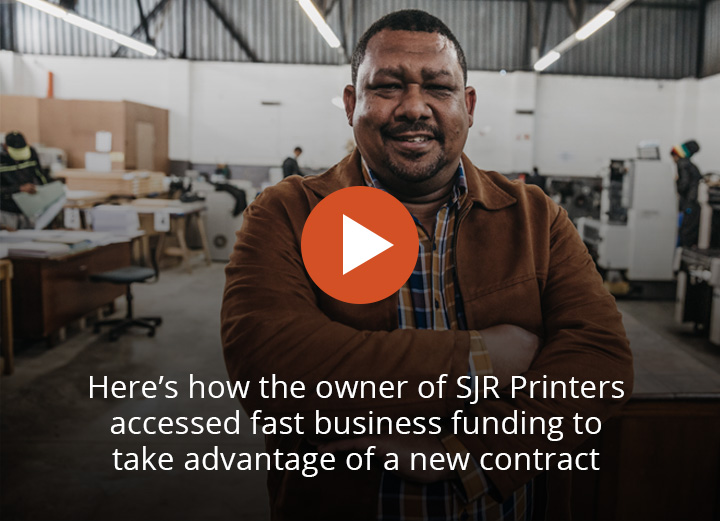 Here’s how the owner of SJR Printers
accessed fast business funding to
take advantage of a new contract